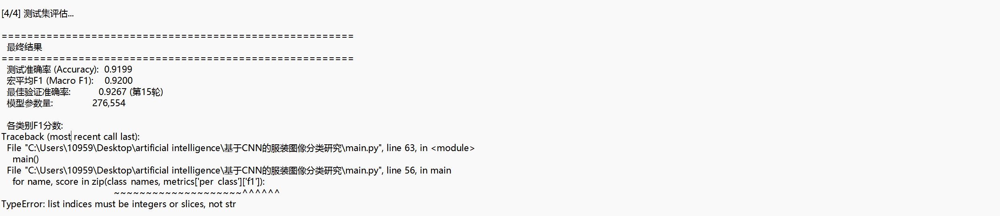 [4/4] 测试集评估...
=======================================================
最终结果
=======================================================
测试准确率 (Accuracy): 0.9199
宏平均F1 (Macro F1): 0.9200
最佳验证准确率: 0.9267 (第15轮)
模型参数量: 276,554
各类别F1分数:
Traceback (most recent call last):
File "C:\Users\10959\Desktop\artificial intelligence\基于CNN的服装图像分类研究\main.py", line 63, in <module>
main()
File "C:\Users\10959\Desktop\artificial intelligence\基于CNN的服装图像分类研究\main.py", line 56, in main
for name, score in zip(class_names, metrics['per_class']['f1']):
~~~~~~~~~~~~~~~~~~~~^^^^^^
TypeError: list indices must be integers or slices, not str